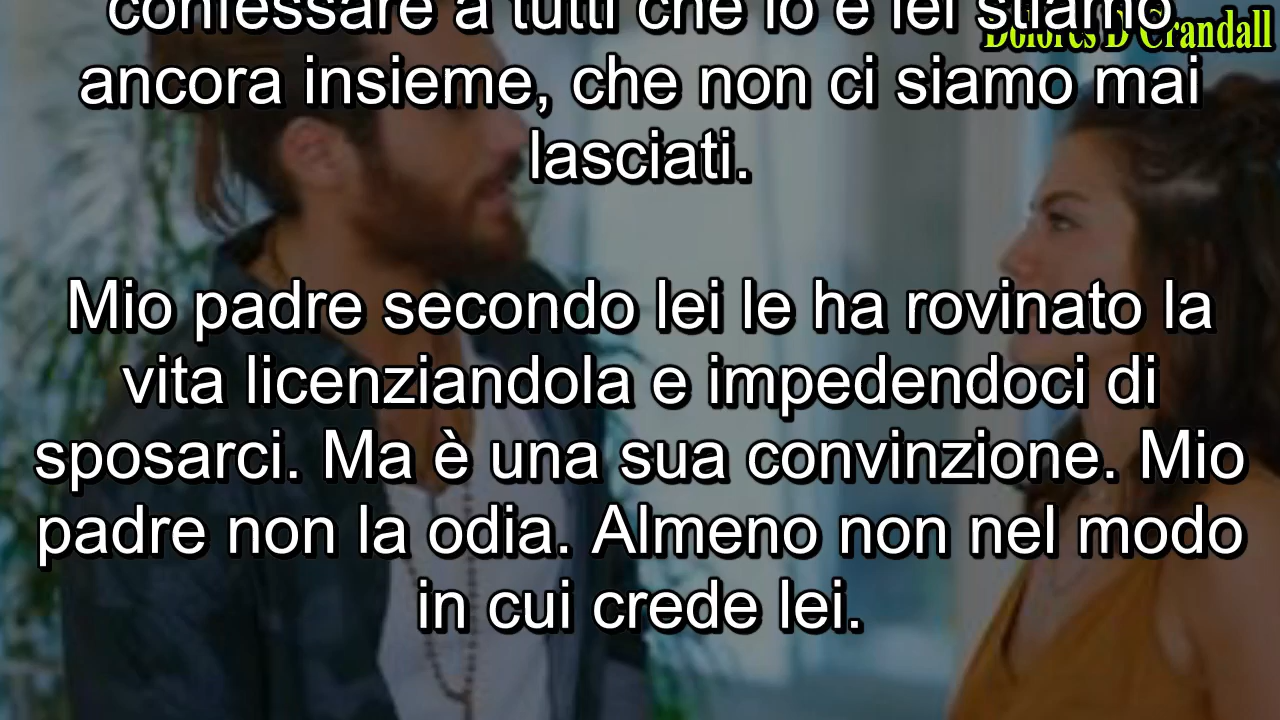 confessare a tutti che io e lei stiamo
Dolores D Crandall
ancora insieme, che non ci siamo mai
lasciati.
Mio padre secondo lei le ha rovinato la
vita licenziandola e impedendoci di
sposarci. Ma è una sua convinzione. Mio
padre non la odia. Almeno non nel modo
in cui crede lei.